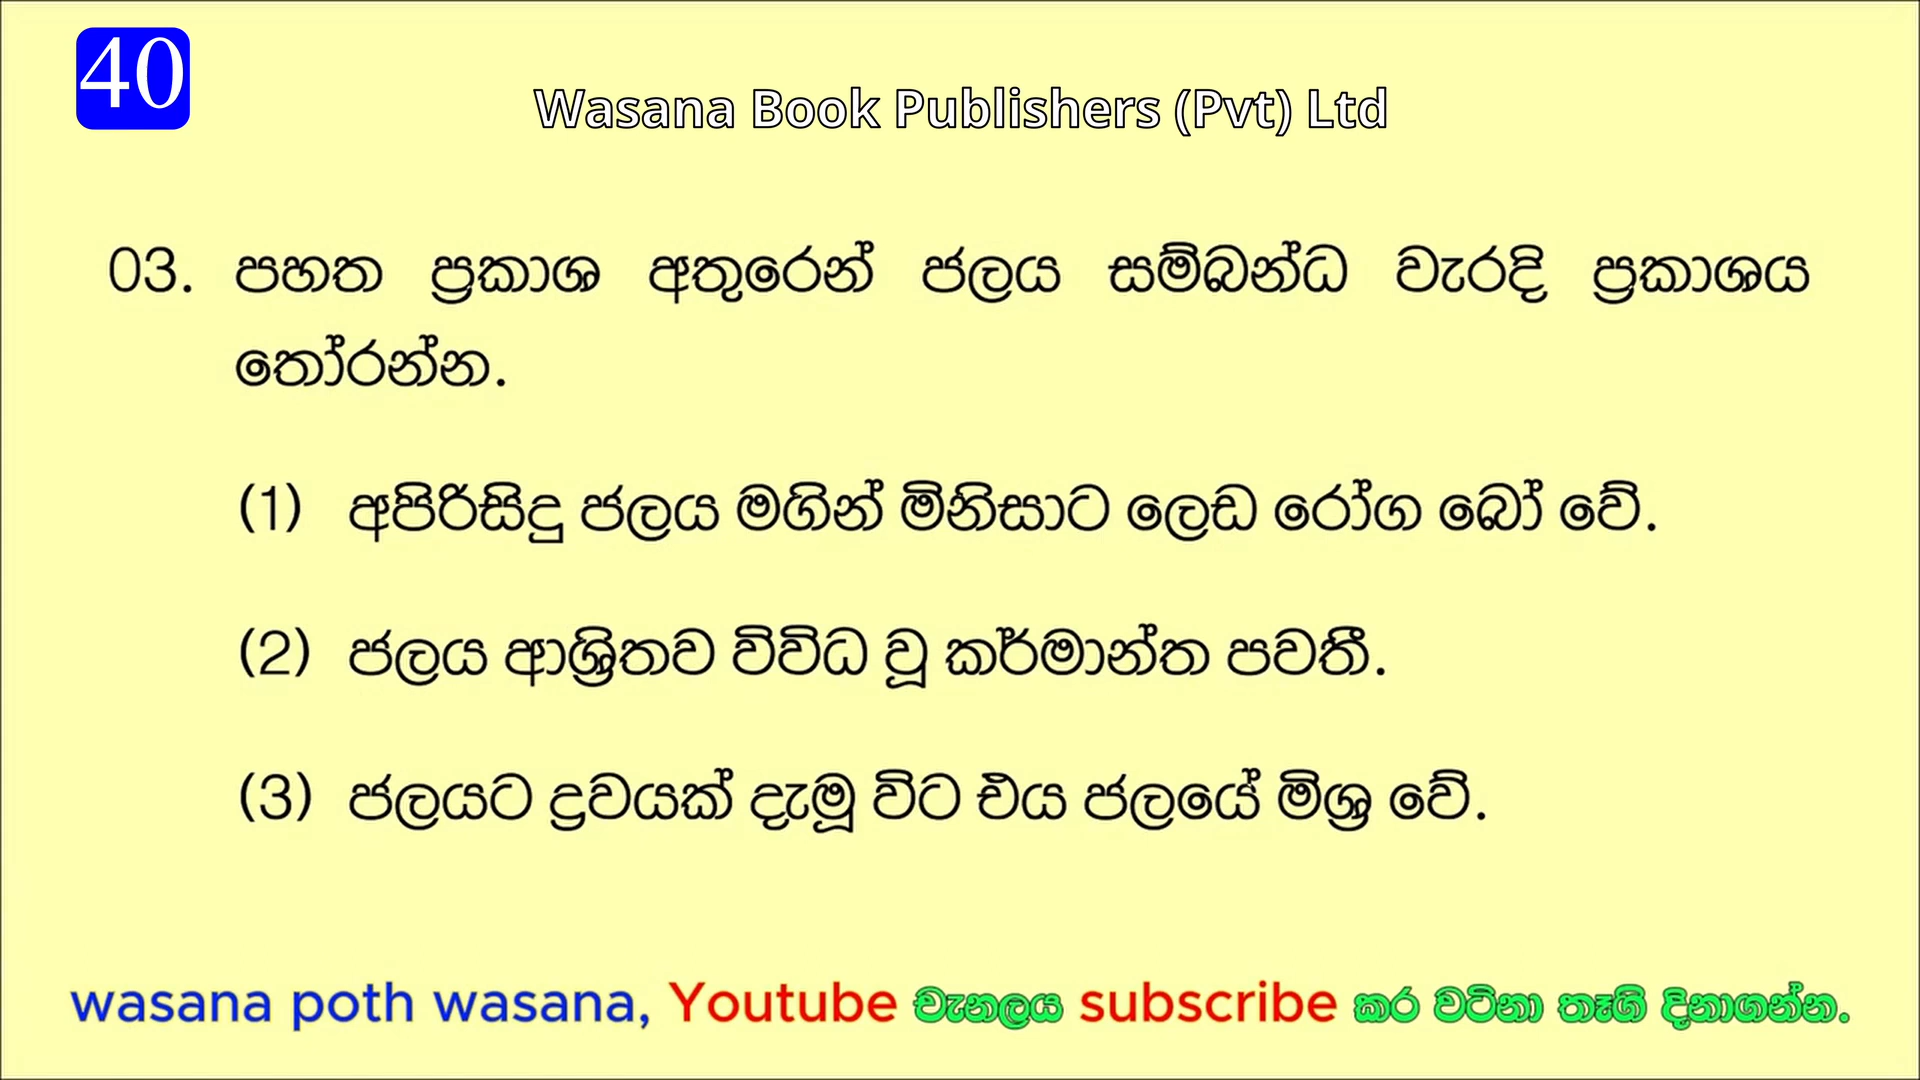 40
Wasana Book Publishers (Pvt) Ltd
03. පහත ප්‍රකාශ අතුරෙන් ජලය සම්බන්ධ වැරදි ප්‍රකාශය
තෝරන්න.
(1) අපිරිසිදු ජලය මගින් මිනිසාට ලෙඩ රෝග බෝ වේ.
(2) ජලය ආශ්‍රිතව විවිධ වූ කර්මාන්ත පවතී.
(3) ජලයට ද්‍රවයක් දැමූ විට එය ජලයේ මිශ්‍ර වේ.
wasana poth wasana, Youtube චැනලය subscribe කර වටිනා තෑගි දිනාගන්න.